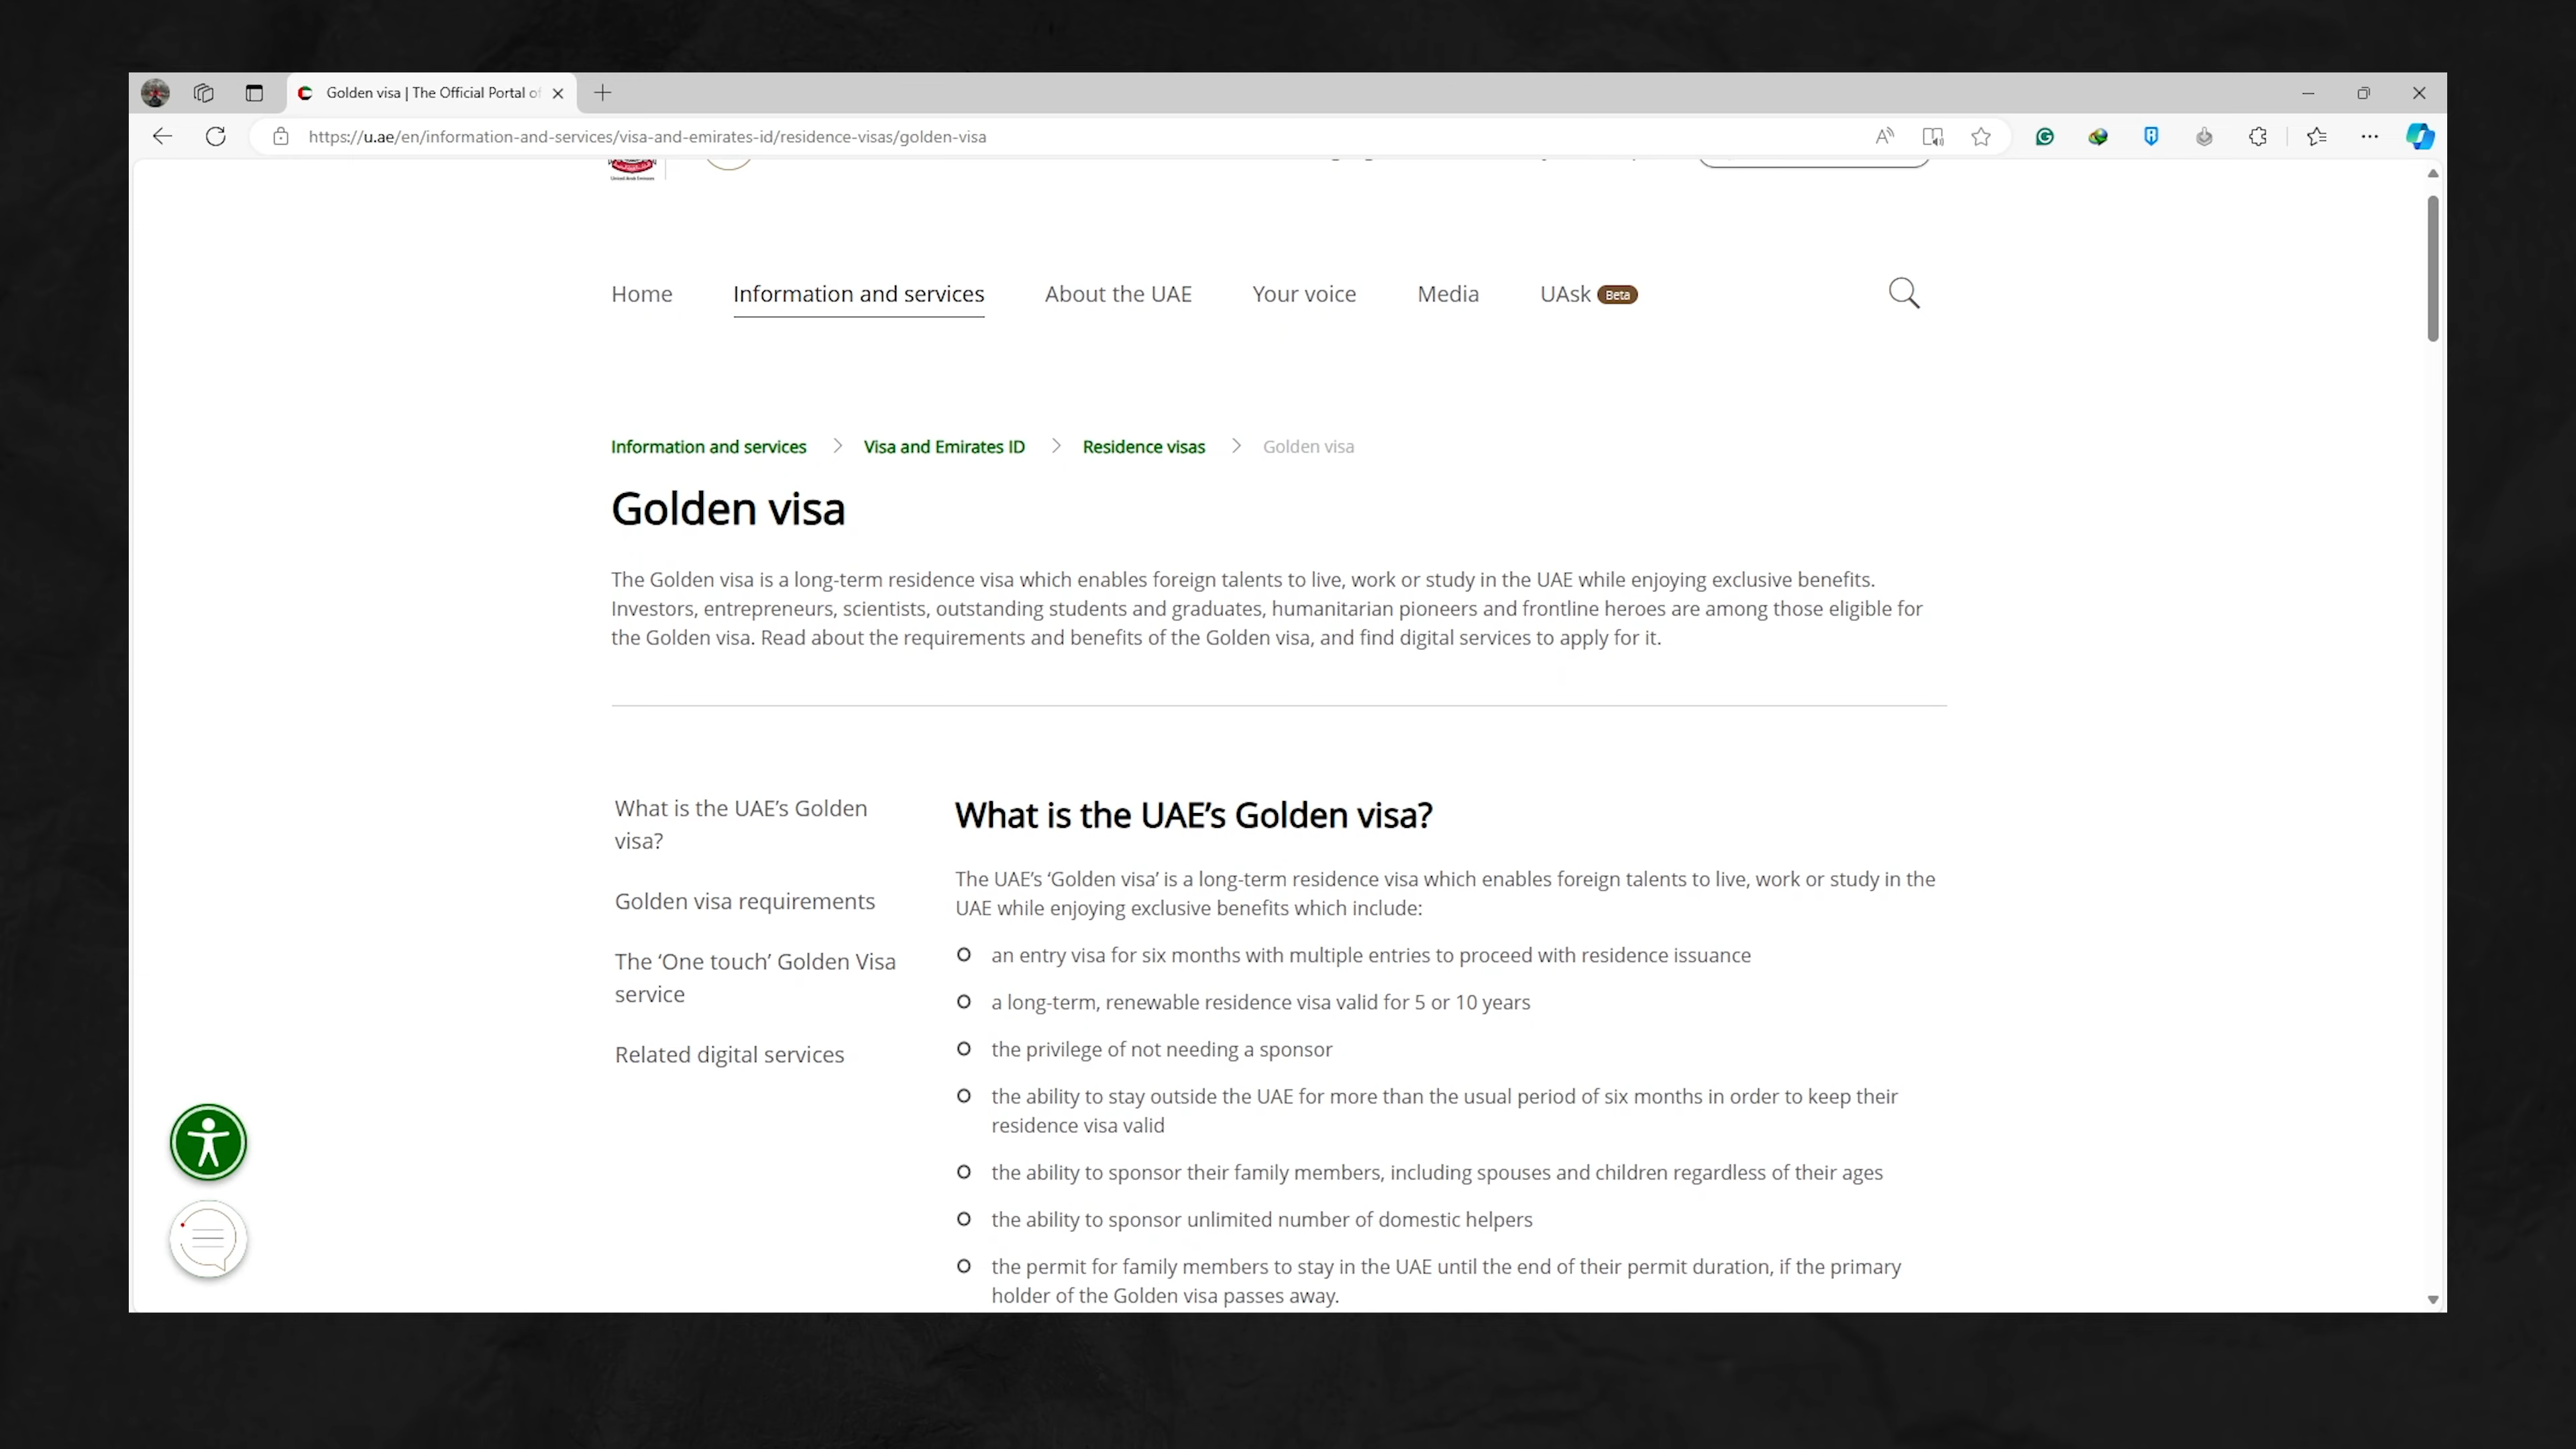 Golden visa | The Official Portal of
https://u.ae/en/information-and-services/visa-and-emirates-id/residence-visas/golden-visa
United Arab Emirates
Home Information and services About the UAE Your voice Media UAsk Beta
Information and services > Visa and Emirates ID > Residence visas > Golden visa
Golden visa
The Golden visa is a long-term residence visa which enables foreign talents to live, work or study in the UAE while enjoying exclusive benefits.
Investors, entrepreneurs, scientists, outstanding students and graduates, humanitarian pioneers and frontline heroes are among those eligible for
the Golden visa. Read about the requirements and benefits of the Golden visa, and find digital services to apply for it.
What is the UAE’s Golden
visa?
Golden visa requirements
The ‘One touch’ Golden Visa
service
Related digital services
What is the UAE’s Golden visa?
The UAE’s ‘Golden visa’ is a long-term residence visa which enables foreign talents to live, work or study in the
UAE while enjoying exclusive benefits which include:
an entry visa for six months with multiple entries to proceed with residence issuance
a long-term, renewable residence visa valid for 5 or 10 years
the privilege of not needing a sponsor
the ability to stay outside the UAE for more than the usual period of six months in order to keep their
residence visa valid
the ability to sponsor their family members, including spouses and children regardless of their ages
the ability to sponsor unlimited number of domestic helpers
the permit for family members to stay in the UAE until the end of their permit duration, if the primary
holder of the Golden visa passes away.